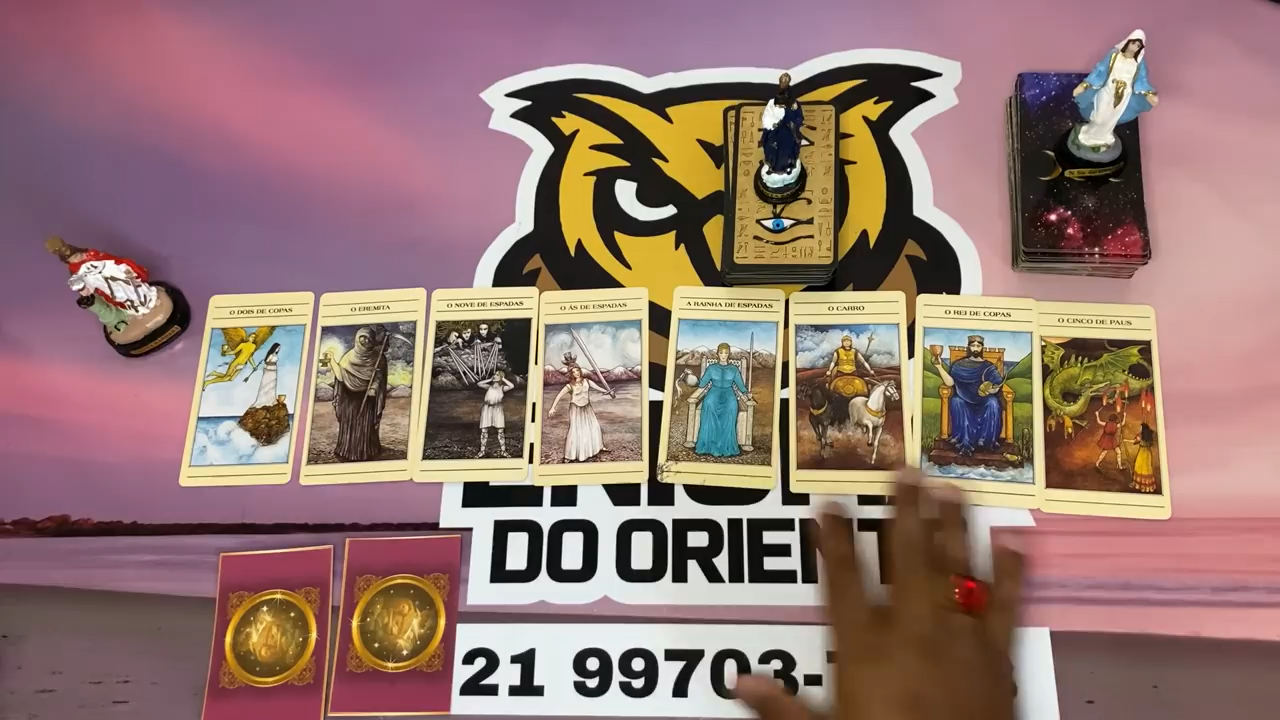 O DOIS DE COPAS
O EREMITA
O NOVE DE ESPADAS
O ÁS DE ESPADAS
A RAINHA DE ESPADAS
O CARRO
O REI DE COPAS
O CINCO DE PAUS
DO ORIENT
21 99703-